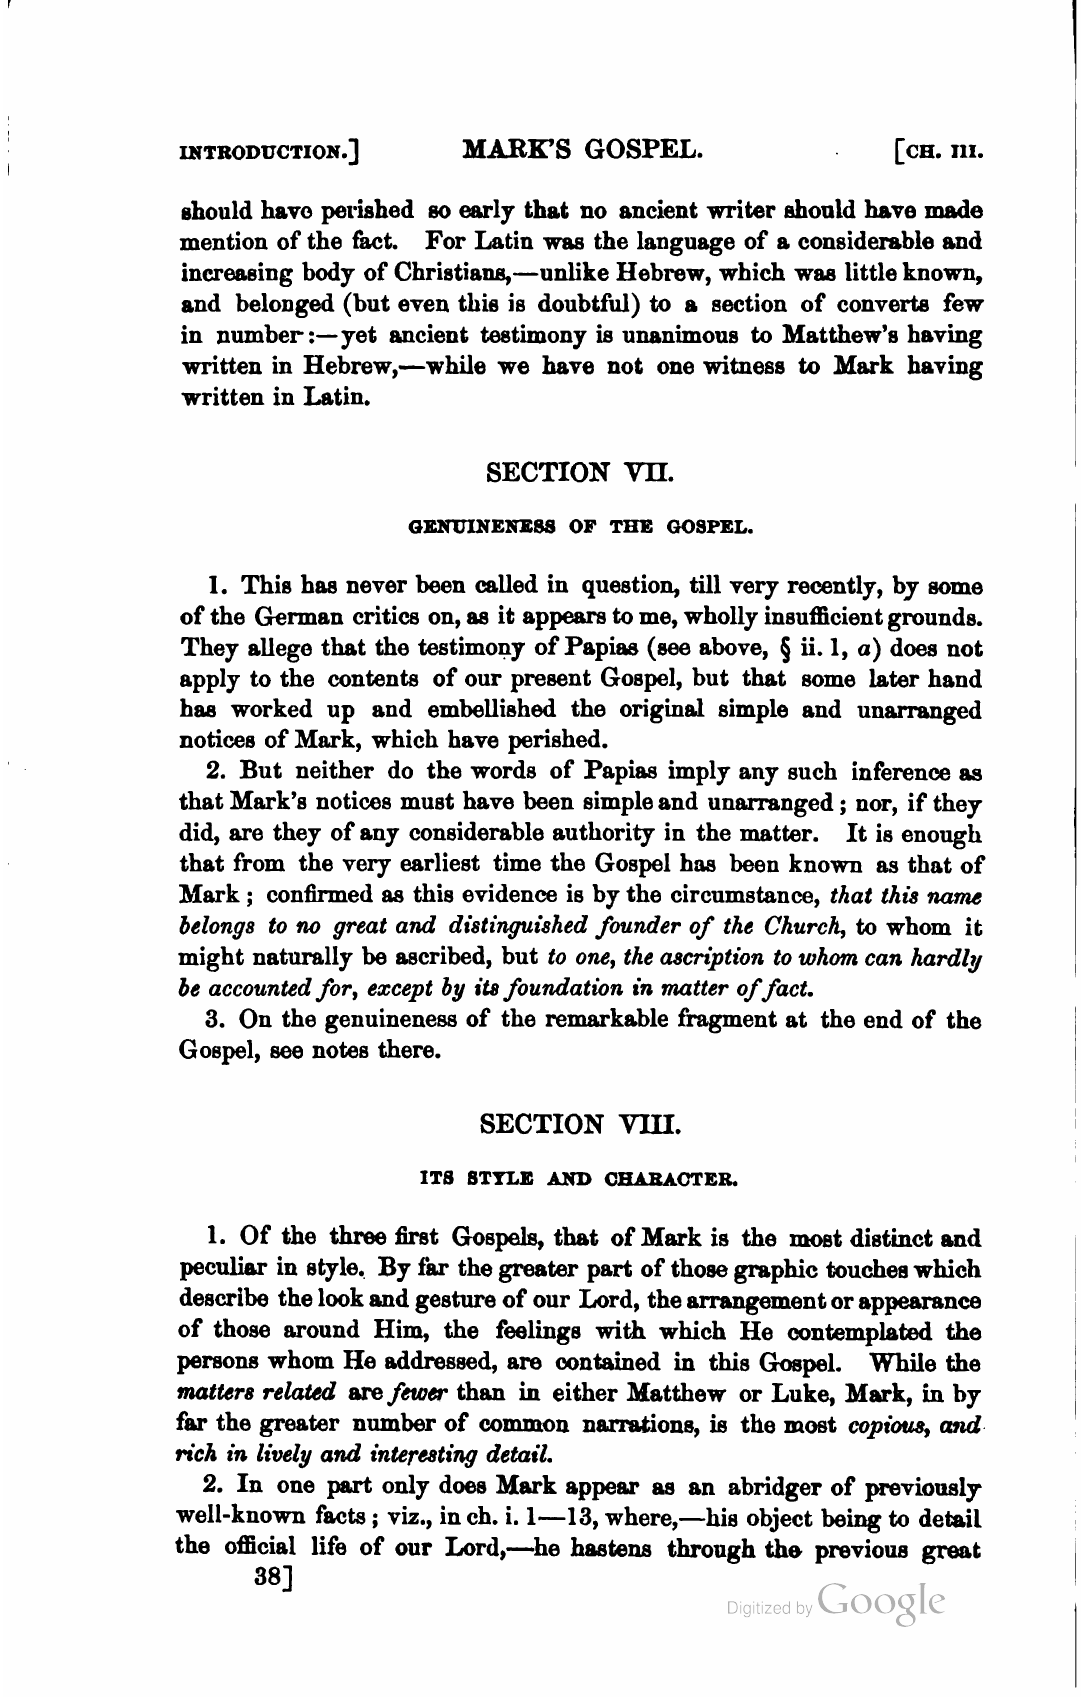 INTRODUCTION.] MARK'S GOSPEL. [CH. III.
should have perished so early that no ancient writer should have made
mention of the fact. For Latin was the language of a considerable and
increasing body of Christians,—unlike Hebrew, which was little known,
and belonged (but even this is doubtful) to a section of converts few
in number:—yet ancient testimony is unanimous to Matthew's having
written in Hebrew,—while we have not one witness to Mark having
written in Latin.
SECTION VII.
GENUINENESS OF THE GOSPEL.
1. This has never been called in question, till very recently, by some
of the German critics on, as it appears to me, wholly insufficient grounds.
They allege that the testimony of Papias (see above, § ii. 1, a) does not
apply to the contents of our present Gospel, but that some later hand
has worked up and embellished the original simple and unarranged
notices of Mark, which have perished.
2. But neither do the words of Papias imply any such inference as
that Mark's notices must have been simple and unarranged; nor, if they
did, are they of any considerable authority in the matter. It is enough
that from the very earliest time the Gospel has been known as that of
Mark; confirmed as this evidence is by the circumstance, that this name
belongs to no great and distinguished founder of the Church, to whom it
might naturally be ascribed, but to one, the ascription to whom can hardly
be accounted for, except by its foundation in matter of fact.
3. On the genuineness of the remarkable fragment at the end of the
Gospel, see notes there.
SECTION VIII.
ITS STYLE AND CHARACTER.
1. Of the three first Gospels, that of Mark is the most distinct and
peculiar in style. By far the greater part of those graphic touches which
describe the look and gesture of our Lord, the arrangement or appearance
of those around Him, the feelings with which He contemplated the
persons whom He addressed, are contained in this Gospel. While the
matters related are fewer than in either Matthew or Luke, Mark, in by
far the greater number of common narrations, is the most copious, and
rich in lively and interesting detail.
2. In one part only does Mark appear as an abridger of previously
well-known facts; viz., in ch. i. 1—13, where,—his object being to detail
the official life of our Lord,—he hastens through the previous great
38]
Digitized by Google